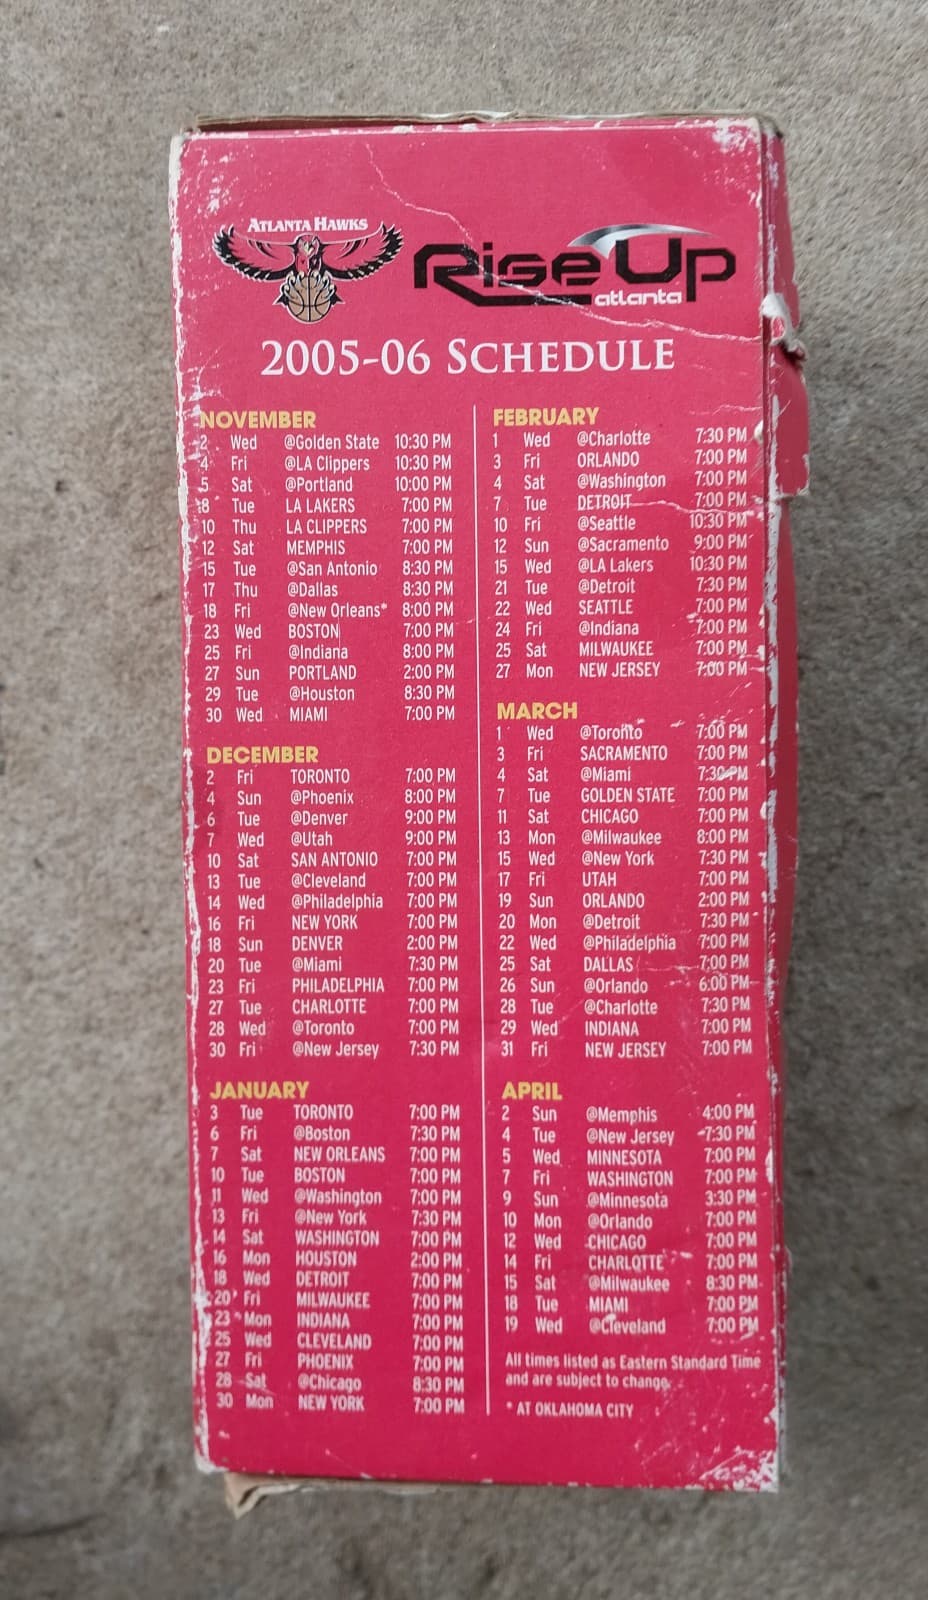 ATLANTA HAWKS
Rise Up
atlanta
2005-06 SCHEDULE
NOVEMBER
2 Wed @Golden State 10:30 PM
4 Fri @LA Clippers 10:30 PM
5 Sat @Portland 10:00 PM
8 Tue LA LAKERS 7:00 PM
10 Thu LA CLIPPERS 7:00 PM
12 Sat MEMPHIS 7:00 PM
15 Tue @San Antonio 8:30 PM
17 Thu @Dallas 8:30 PM
18 Fri @New Orleans* 8:00 PM
23 Wed BOSTON 7:00 PM
25 Fri @Indiana 8:00 PM
27 Sun PORTLAND 2:00 PM
29 Tue @Houston 8:30 PM
30 Wed MIAMI 7:00 PM
DECEMBER
2 Fri TORONTO 7:00 PM
4 Sun @Phoenix 8:00 PM
6 Tue @Denver 9:00 PM
7 Wed @Utah 9:00 PM
10 Sat SAN ANTONIO 7:00 PM
13 Tue @Cleveland 7:00 PM
14 Wed @Philadelphia 7:00 PM
16 Fri NEW YORK 7:00 PM
18 Sun DENVER 2:00 PM
20 Tue @Miami 7:30 PM
23 Fri PHILADELPHIA 7:00 PM
27 Tue CHARLOTTE 7:00 PM
28 Wed @Toronto 7:00 PM
30 Fri @New Jersey 7:30 PM
JANUARY
3 Tue TORONTO 7:00 PM
6 Fri @Boston 7:30 PM
7 Sat NEW ORLEANS 7:00 PM
10 Tue BOSTON 7:00 PM
11 Wed @Washington 7:00 PM
13 Fri @New York 7:30 PM
14 Sat WASHINGTON 7:00 PM
16 Mon HOUSTON 2:00 PM
18 Wed DETROIT 7:00 PM
20 Fri MILWAUKEE 7:00 PM
23 Mon INDIANA 7:00 PM
25 Wed CLEVELAND 7:00 PM
27 Fri PHOENIX 7:00 PM
28 Sat @Chicago 8:30 PM
30 Mon NEW YORK 7:00 PM
FEBRUARY
1 Wed @Charlotte 7:30 PM
3 Fri ORLANDO 7:00 PM
4 Sat @Washington 7:00 PM
7 Tue DETROIT 7:00 PM
10 Fri @Seattle 10:30 PM
12 Sun @Sacramento 9:00 PM
15 Wed @LA Lakers 10:30 PM
21 Tue @Detroit 7:30 PM
22 Wed SEATTLE 7:00 PM
24 Fri @Indiana 7:00 PM
25 Sat MILWAUKEE 7:00 PM
27 Mon NEW JERSEY 7:00 PM
MARCH
1 Wed @Toronto 7:00 PM
3 Fri SACRAMENTO 7:00 PM
4 Sat @Miami 7:30 PM
7 Tue GOLDEN STATE 7:00 PM
11 Sat CHICAGO 7:00 PM
13 Mon @Milwaukee 8:00 PM
15 Wed @New York 7:30 PM
17 Fri UTAH 7:00 PM
19 Sun ORLANDO 2:00 PM
20 Mon @Detroit 7:30 PM
22 Wed @Philadelphia 7:00 PM
25 Sat DALLAS 7:00 PM
26 Sun @Orlando 6:00 PM
28 Tue @Charlotte 7:30 PM
29 Wed INDIANA 7:00 PM
31 Fri NEW JERSEY 7:00 PM
APRIL
2 Sun @Memphis 4:00 PM
4 Tue @New Jersey 7:30 PM
5 Wed MINNESOTA 7:00 PM
7 Fri WASHINGTON 7:00 PM
9 Sun @Minnesota 3:30 PM
10 Mon @Orlando 7:00 PM
12 Wed CHICAGO 7:00 PM
14 Fri CHARLOTTE 7:00 PM
15 Sat @Milwaukee 8:30 PM
18 Tue MIAMI 7:00 PM
19 Wed @Cleveland 7:00 PM
All times listed as Eastern Standard Time
and are subject to change.
* AT OKLAHOMA CITY